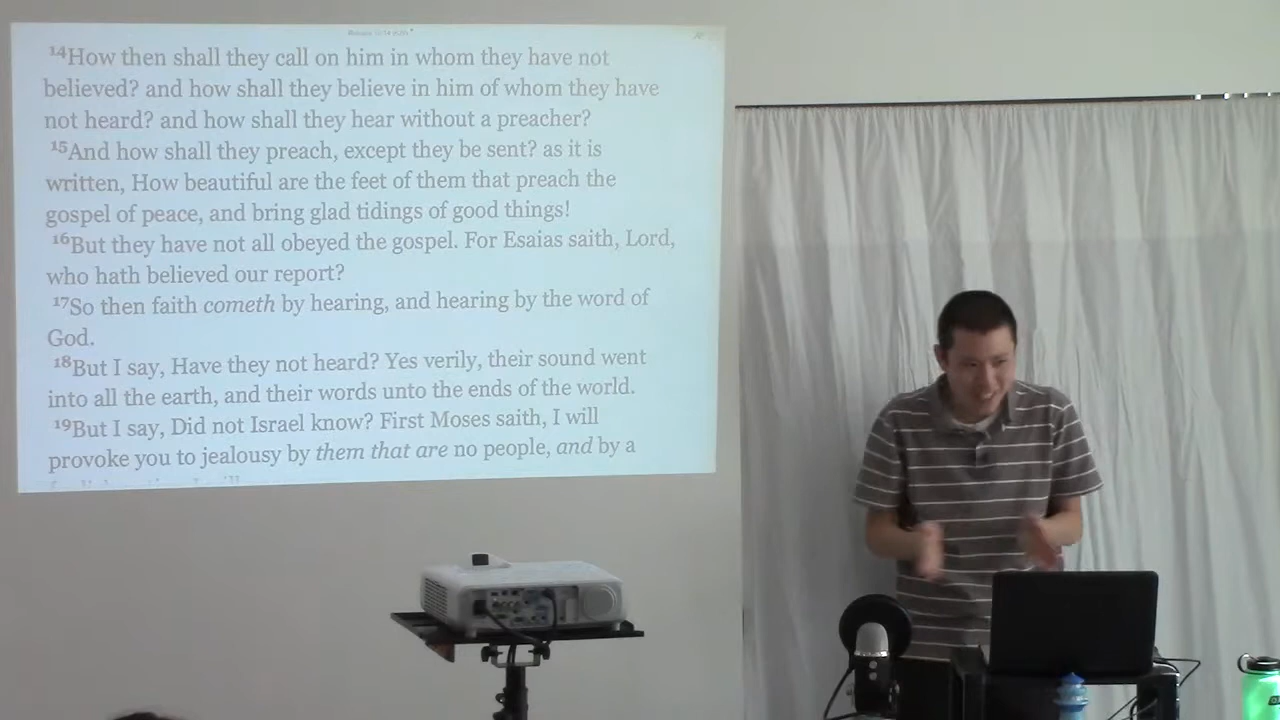 ¹⁴How then shall they call on him in whom they have not
believed? and how shall they believe in him of whom they have
not heard? and how shall they hear without a preacher?
¹⁵And how shall they preach, except they be sent? as it is
written, How beautiful are the feet of them that preach the
gospel of peace, and bring glad tidings of good things!
¹⁶But they have not all obeyed the gospel. For Esaias saith, Lord,
who hath believed our report?
¹⁷So then faith cometh by hearing, and hearing by the word of
God.
¹⁸But I say, Have they not heard? Yes verily, their sound went
into all the earth, and their words unto the ends of the world.
¹⁹But I say, Did not Israel know? First Moses saith, I will
provoke you to jealousy by them that are no people, and by a